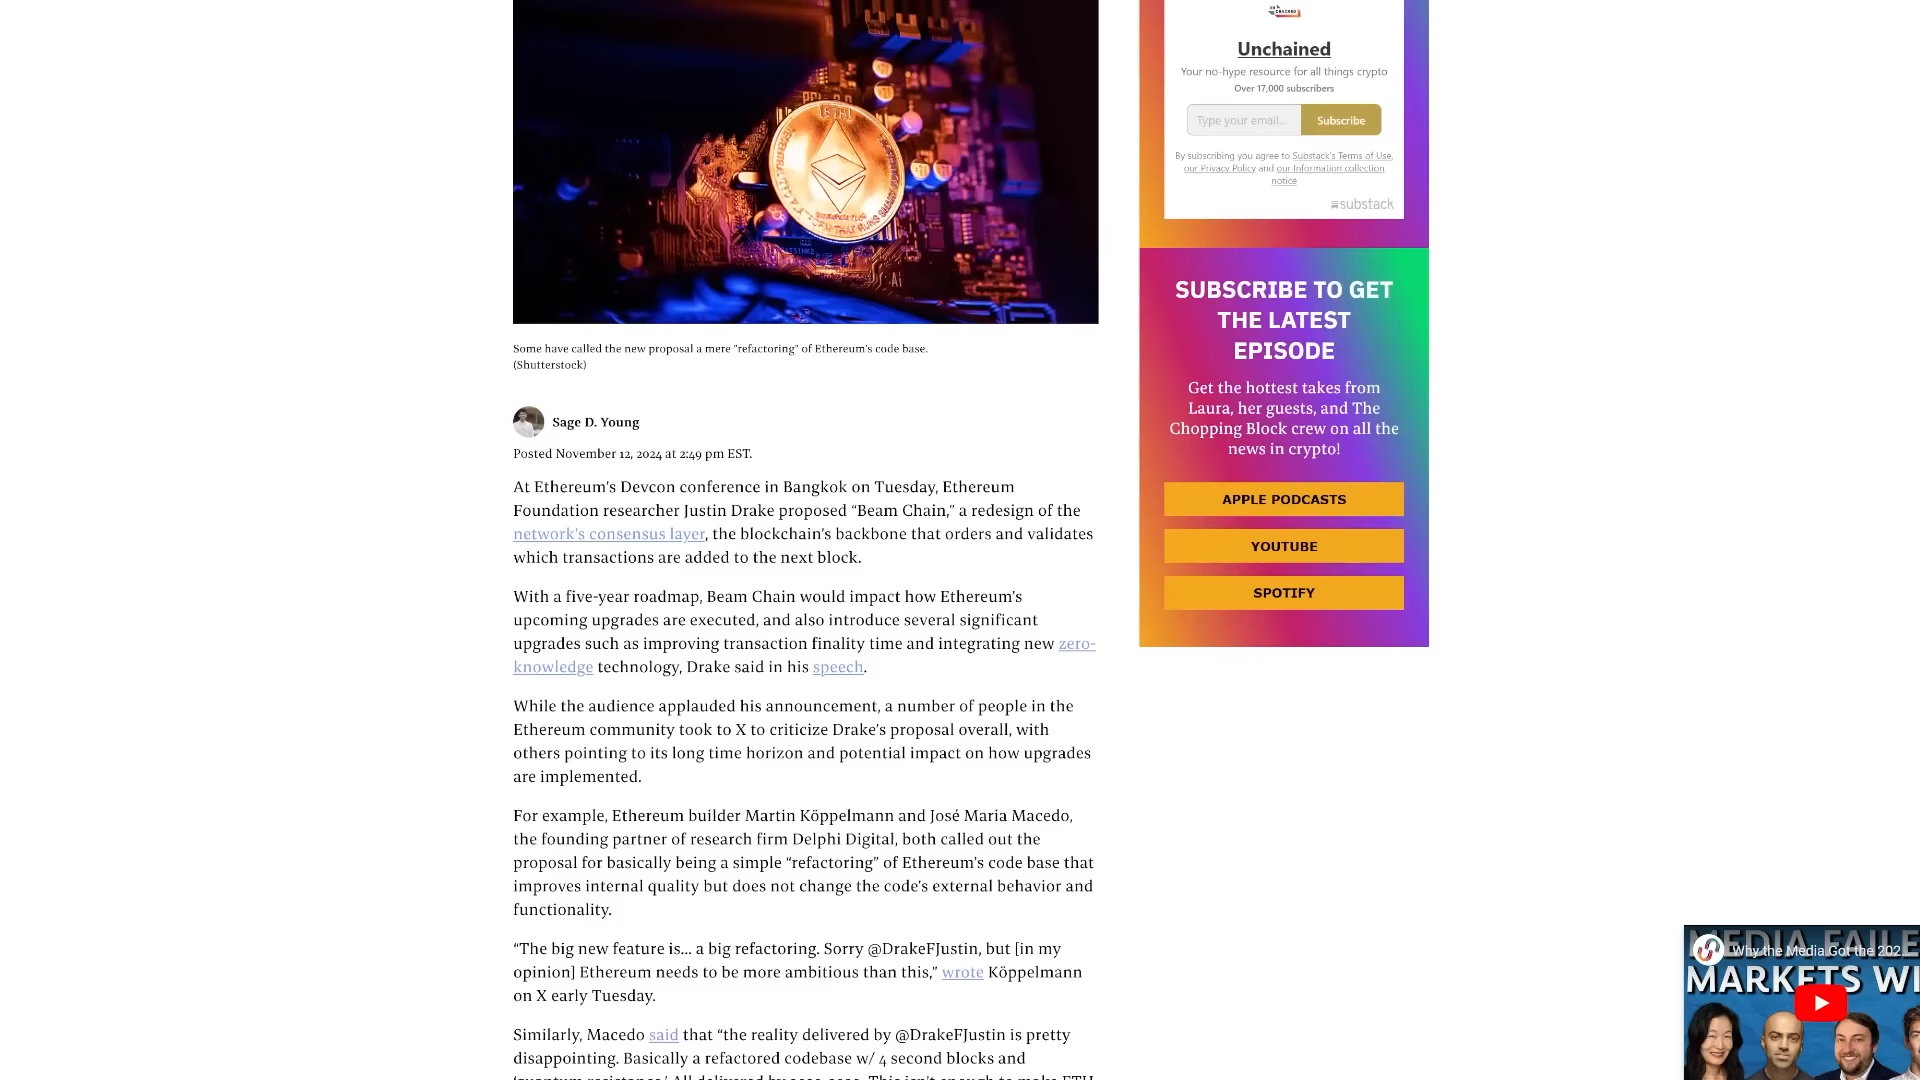 CHAINED
Unchained
Your no-hype resource for all things crypto
Over 17,000 subscribers
Type your email...
Subscribe
By subscribing you agree to Substack's Terms of Use,
our Privacy Policy and our Information collection
notice
substack
SUBSCRIBE TO GET
THE LATEST
EPISODE
Get the hottest takes from
Laura, her guests, and The
Chopping Block crew on all the
news in crypto!
APPLE PODCASTS
YOUTUBE
SPOTIFY
Some have called the new proposal a mere "refactoring" of Ethereum's code base.
(Shutterstock)
Sage D. Young
Posted November 12, 2024 at 2:49 pm EST.
At Ethereum's Devcon conference in Bangkok on Tuesday, Ethereum
Foundation researcher Justin Drake proposed “Beam Chain,” a redesign of the
network's consensus layer, the blockchain's backbone that orders and validates
which transactions are added to the next block.
With a five-year roadmap, Beam Chain would impact how Ethereum's
upcoming upgrades are executed, and also introduce several significant
upgrades such as improving transaction finality time and integrating new zero-
knowledge technology, Drake said in his speech.
While the audience applauded his announcement, a number of people in the
Ethereum community took to X to criticize Drake's proposal overall, with
others pointing to its long time horizon and potential impact on how upgrades
are implemented.
For example, Ethereum builder Martin Köppelmann and José Maria Macedo,
the founding partner of research firm Delphi Digital, both called out the
proposal for basically being a simple “refactoring” of Ethereum's code base that
improves internal quality but does not change the code's external behavior and
functionality.
“The big new feature is… a big refactoring. Sorry @DrakeFJustin, but [in my
opinion] Ethereum needs to be more ambitious than this,” wrote Köppelmann
on X early Tuesday.
Similarly, Macedo said that “the reality delivered by @DrakeFJustin is pretty
disappointing. Basically a refactored codebase w/ 4 second blocks and
MEDIA FAILE
Why the Media Got the 202...
MARKETS WI